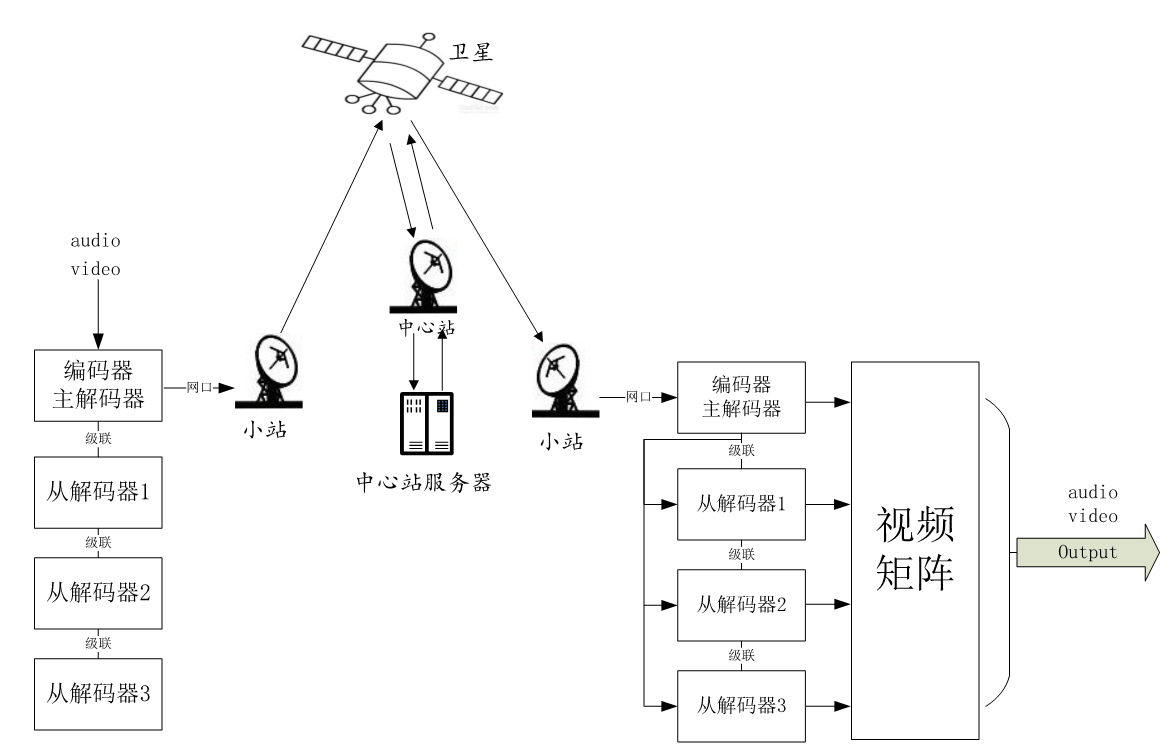 卫星
audio
video
编码器
主解码器
网口
小站
级联
从解码器1
级联
从解码器2
级联
从解码器3
中心站
中心站服务器
小站
网口
编码器
主解码器
级联
从解码器1
级联
从解码器2
级联
从解码器3
视频
矩阵
audio
video
Output